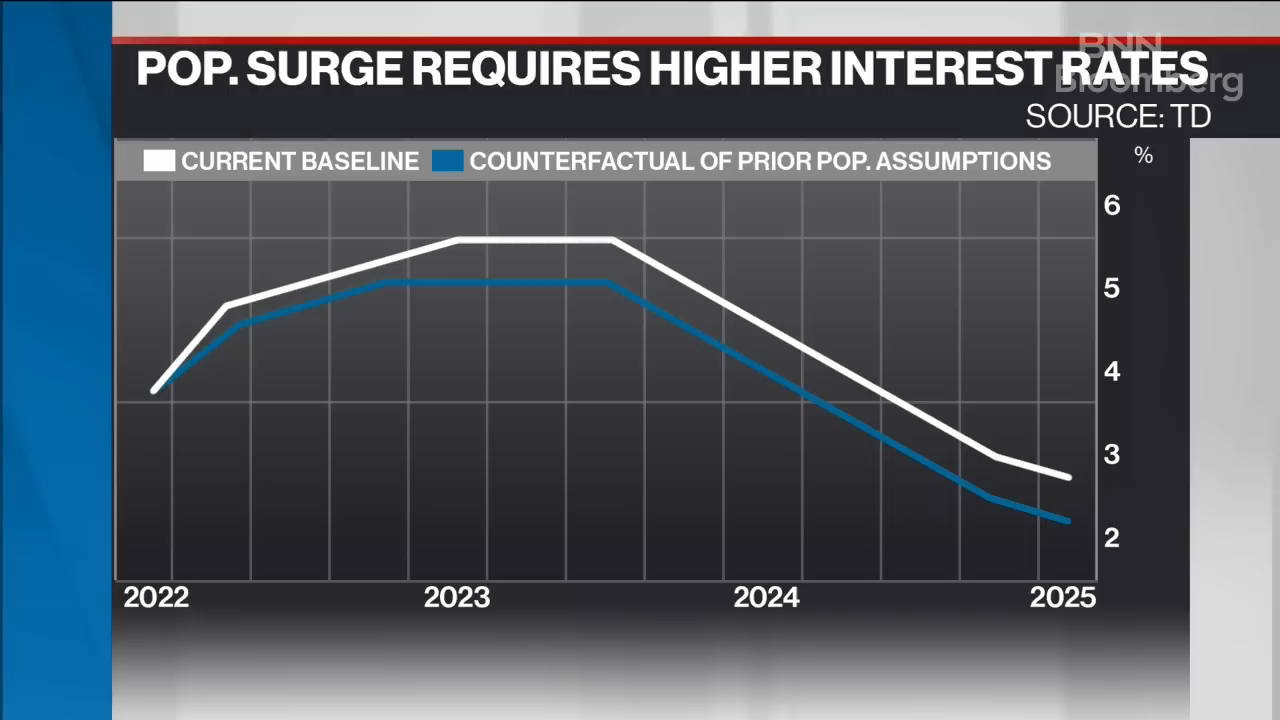 BNN
Bloomberg
POP. SURGE REQUIRES HIGHER INTEREST RATES
SOURCE: TD
CURRENT BASELINE COUNTERFACTUAL OF PRIOR POP. ASSUMPTIONS
%
6
5
4
3
2
2022 2023 2024 2025